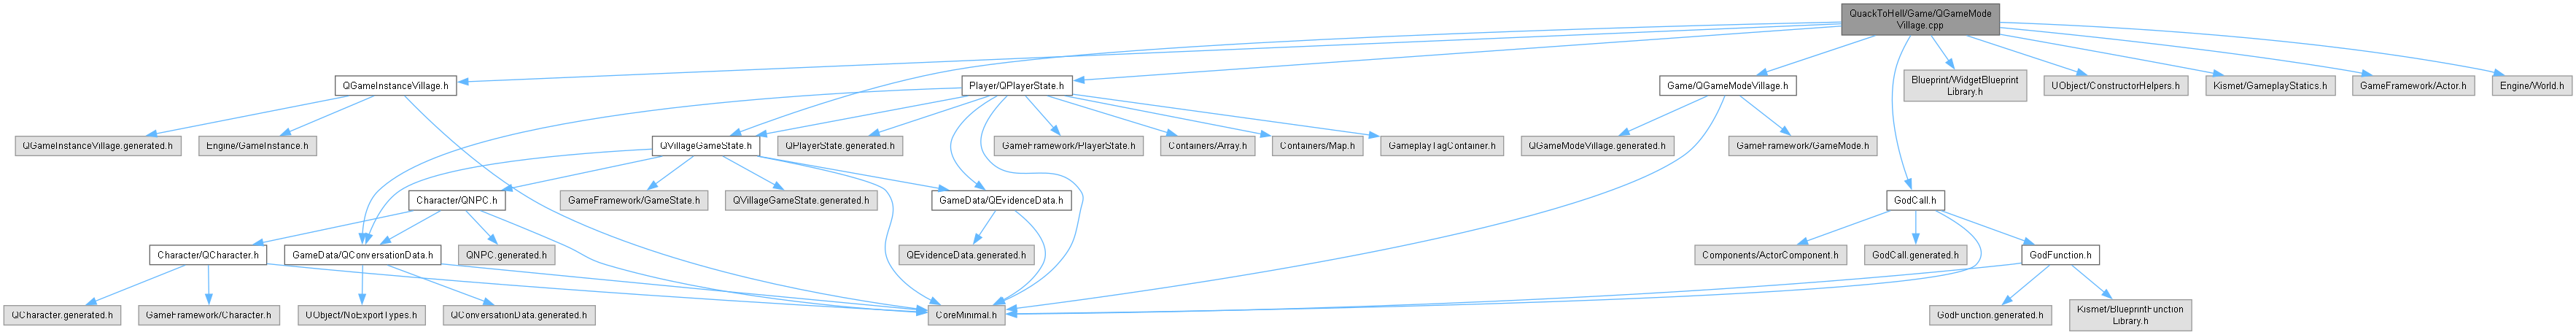 QuackToHell/Game/QGameMode
Village.cpp
QGameInstanceVillage.h
Player/QPlayerState.h
Game/QGameModeVillage.h
Blueprint/WidgetBlueprint
Library.h
UObject/ConstructorHelpers.h
Kismet/GameplayStatics.h
GameFramework/Actor.h
Engine/World.h
QGameInstanceVillage.generated.h
Engine/GameInstance.h
QVillageGameState.h
QPlayerState.generated.h
GameFramework/PlayerState.h
Containers/Array.h
Containers/Map.h
GameplayTagContainer.h
QGameModeVillage.generated.h
GameFramework/GameMode.h
Character/QNPC.h
GameFramework/GameState.h
QVillageGameState.generated.h
GameData/QEvidenceData.h
GodCall.h
Character/QCharacter.h
GameData/QConversationData.h
QNPC.generated.h
QEvidenceData.generated.h
Components/ActorComponent.h
GodCall.generated.h
GodFunction.h
QCharacter.generated.h
GameFramework/Character.h
UObject/NoExportTypes.h
QConversationData.generated.h
CoreMinimal.h
GodFunction.generated.h
Kismet/BlueprintFunction
Library.h